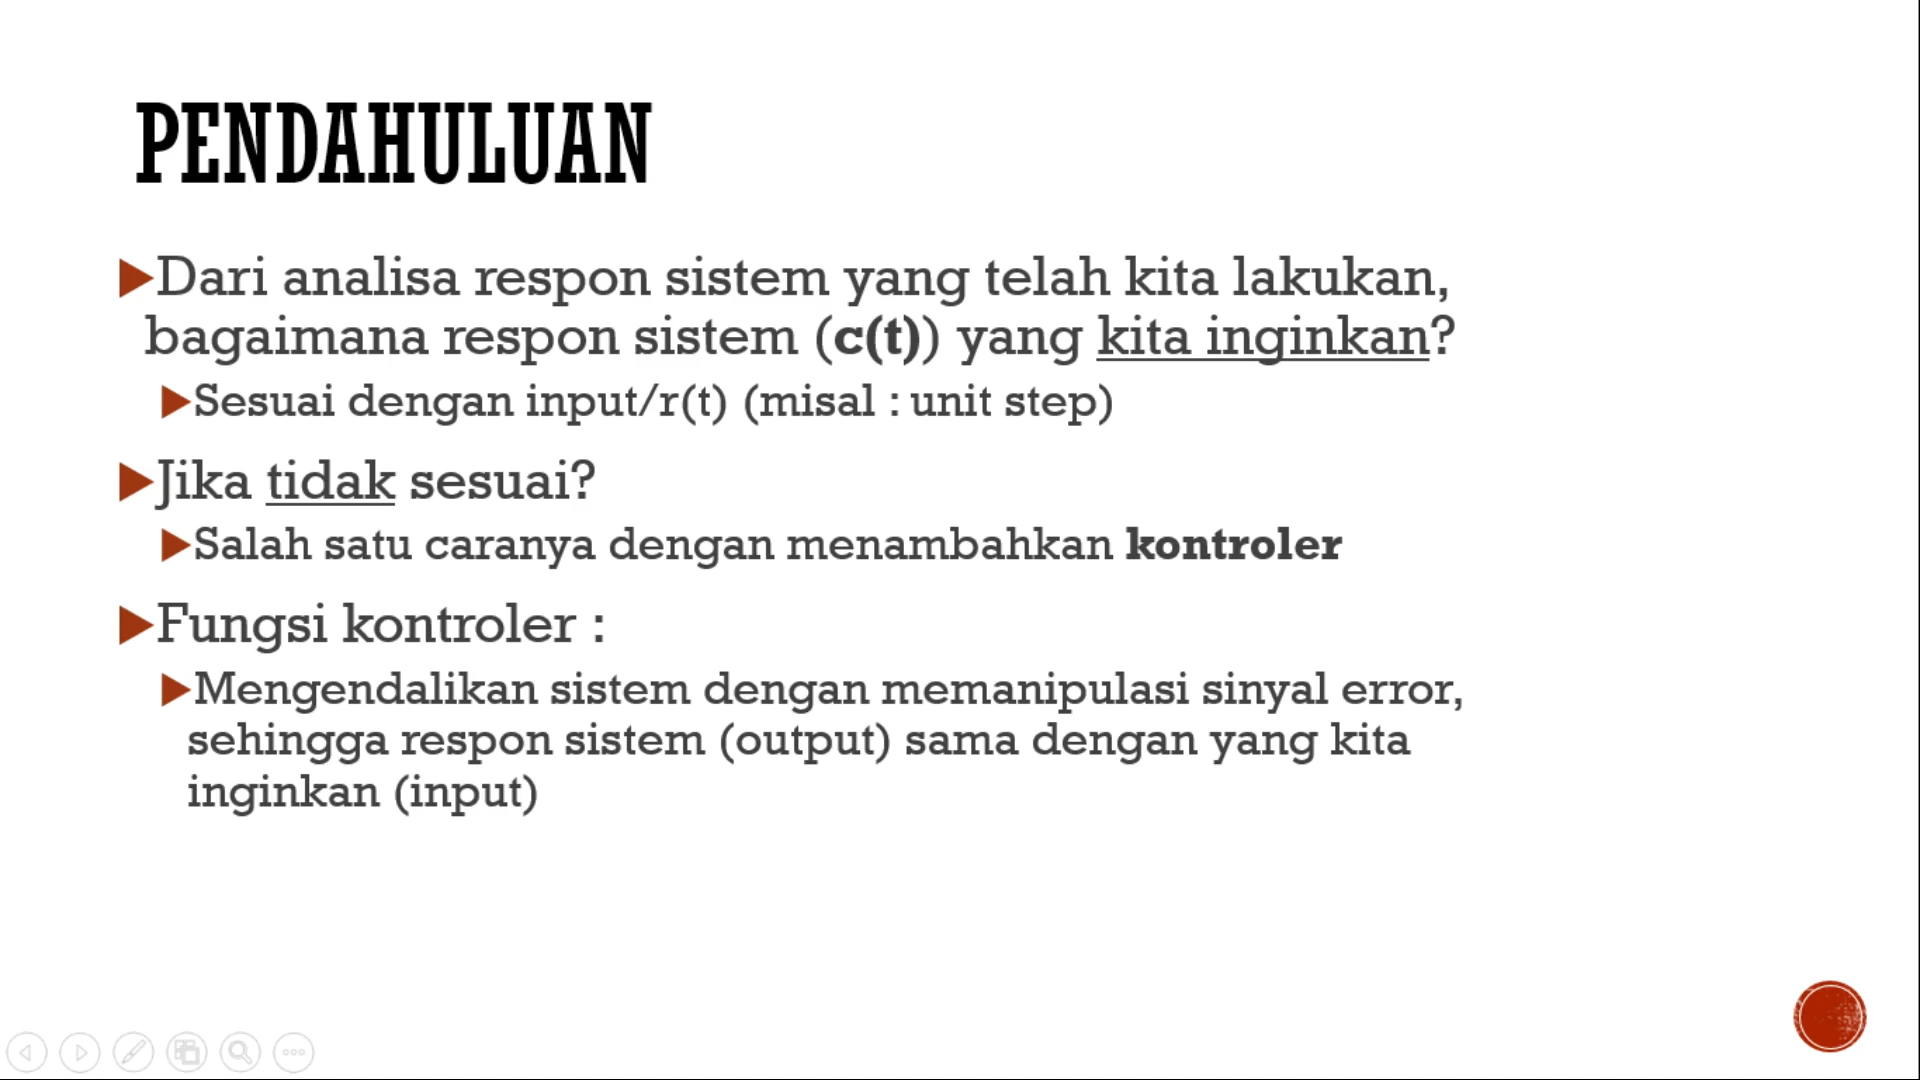 PENDAHULUAN
Dari analisa respon sistem yang telah kita lakukan,
bagaimana respon sistem (c(t)) yang kita inginkan?
Sesuai dengan input/r(t) (misal : unit step)
Jika tidak sesuai?
Salah satu caranya dengan menambahkan kontroler
Fungsi kontroler :
Mengendalikan sistem dengan memanipulasi sinyal error,
sehingga respon sistem (output) sama dengan yang kita
inginkan (input)